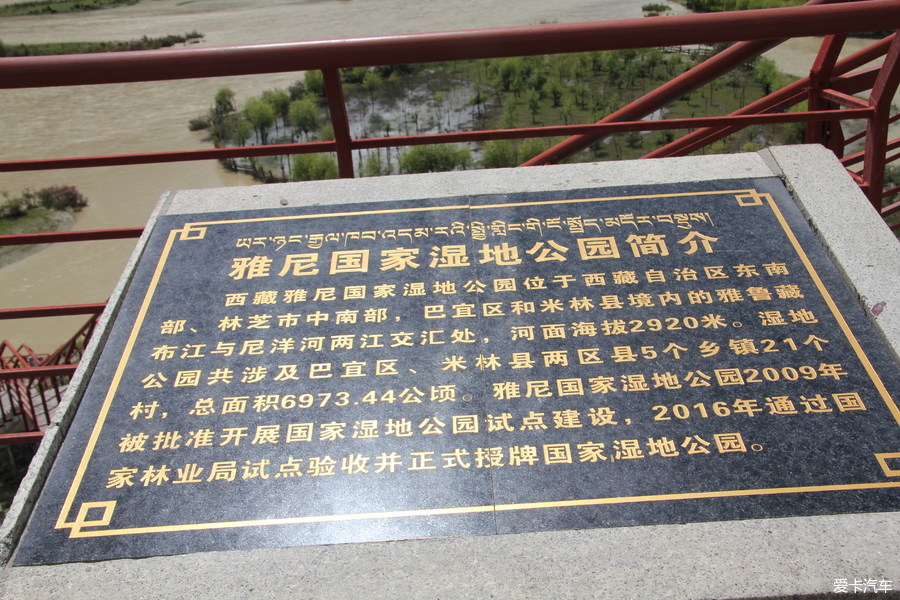 ཡར་ཉང་རྒྱལ་ཁབ་འདམ་རའི་སྤྱི་གླིང་གི་ངོ་སྤྲོད་མདོར་བསྡུས།
雅尼国家湿地公园简介
西藏雅尼国家湿地公园位于西藏自治区东南
部、林芝市中南部，巴宜区和米林县境内的雅鲁藏
布江与尼洋河两江交汇处，河面海拔2920米。湿地
公园共涉及巴宜区、米林县两区县5个乡镇21个
村，总面积6973.44公顷。雅尼国家湿地公园2009年
被批准开展国家湿地公园试点建设，2016年通过国
家林业局试点验收并正式授牌国家湿地公园。
爱卡汽车